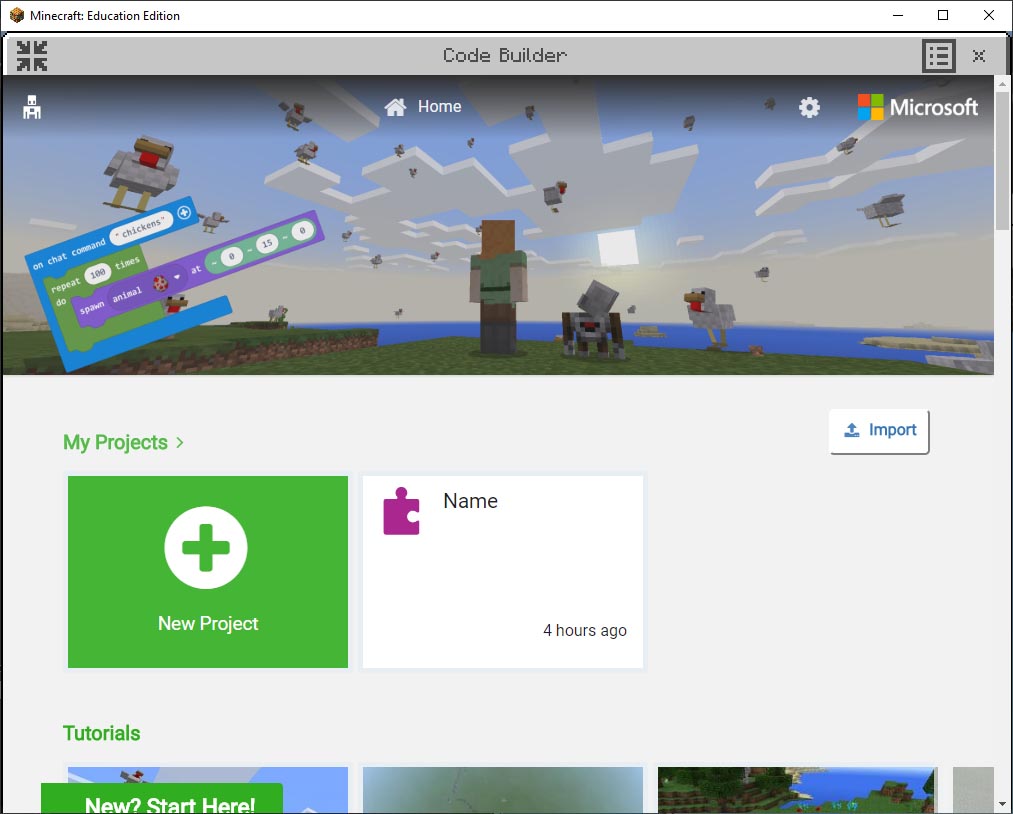 Minecraft: Education Edition
Code Builder
Home
Microsoft
on chat command "chickens"
repeat 100 times
do
spawn animal at ~ 0 ~ 15 ~ 0
My Projects
Import
New Project
Name
4 hours ago
Tutorials
New? Start Here!